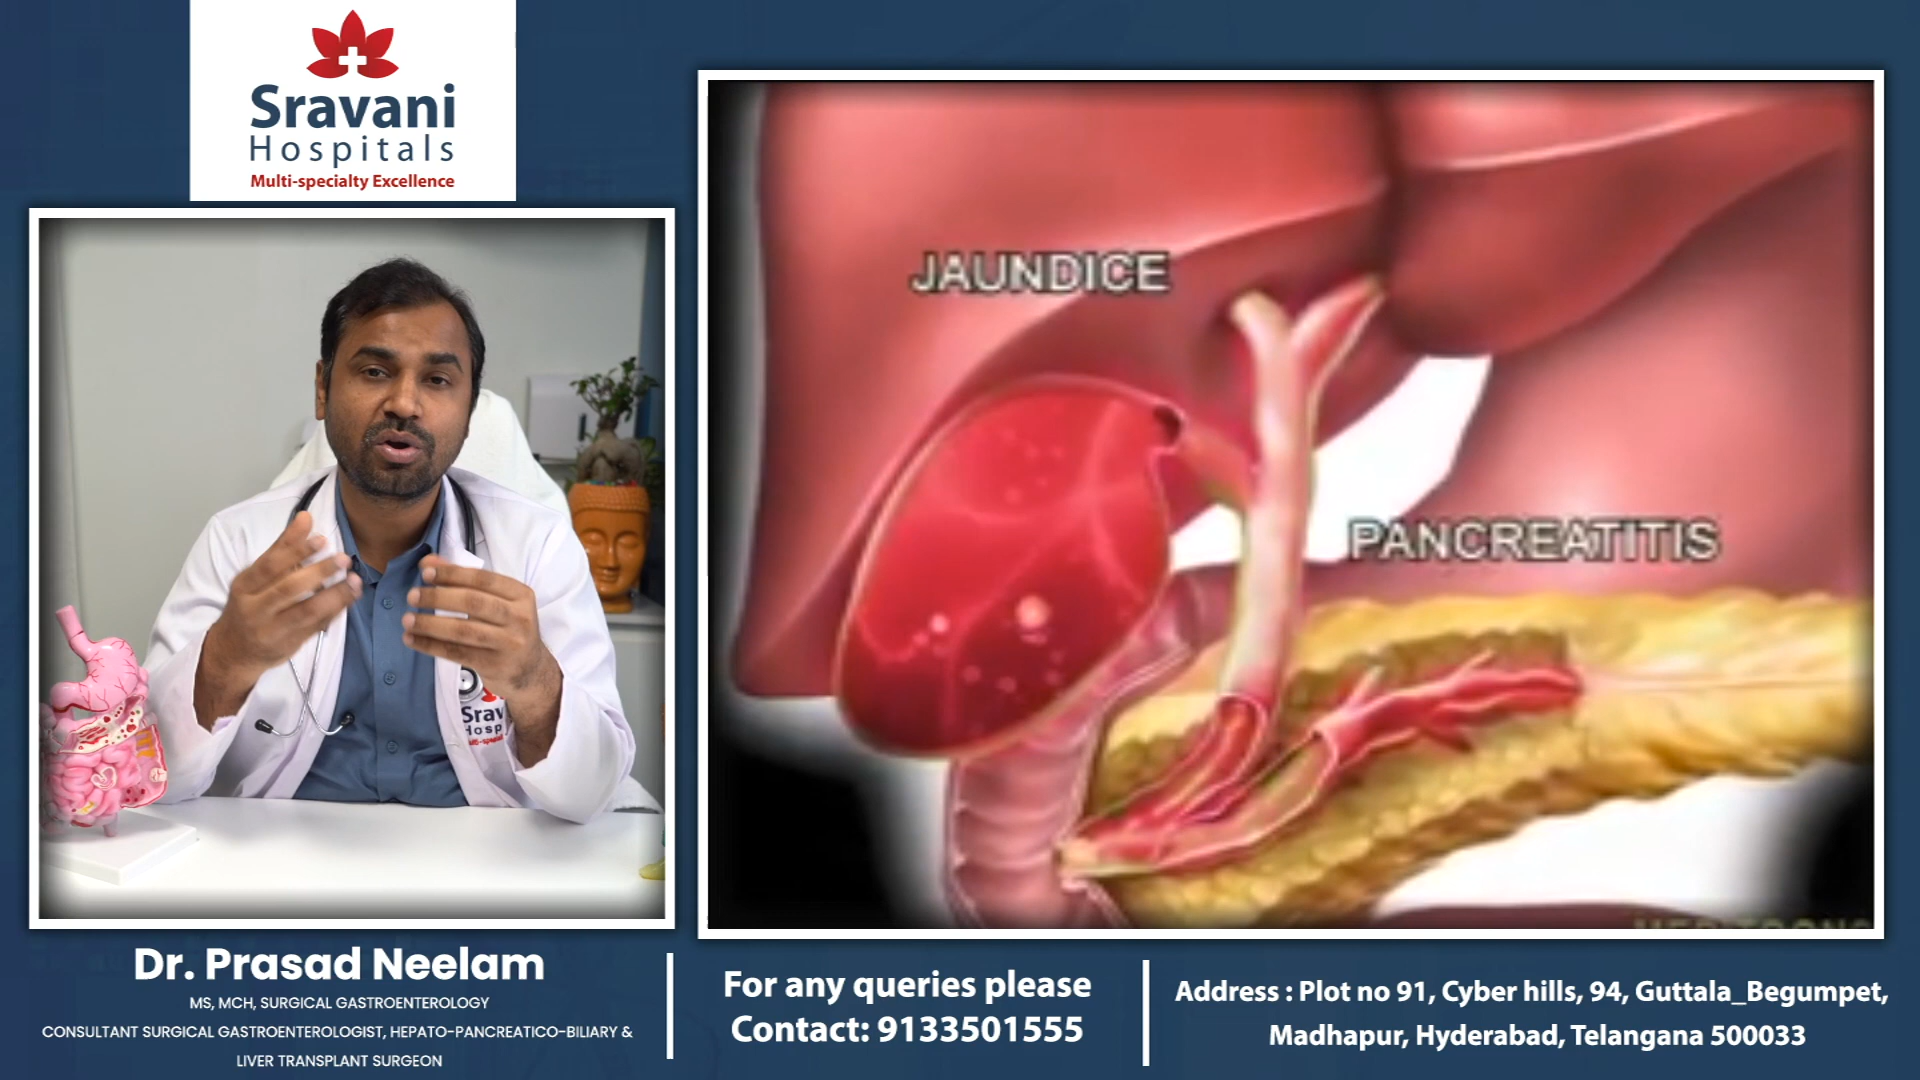 Sravani
Hospitals
Multi-specialty Excellence
JAUNDICE
PANCREATITIS
Srav
Hosp
Dr. Prasad Neelam
MS, MCH, SURGICAL GASTROENTEROLOGY
CONSULTANT SURGICAL GASTROENTEROLOGIST, HEPATO-PANCREATICO-BILIARY &
LIVER TRANSPLANT SURGEON
For any queries please
Contact: 9133501555
Address : Plot no 91, Cyber hills, 94, Guttala_Begumpet,
Madhapur, Hyderabad, Telangana 500033